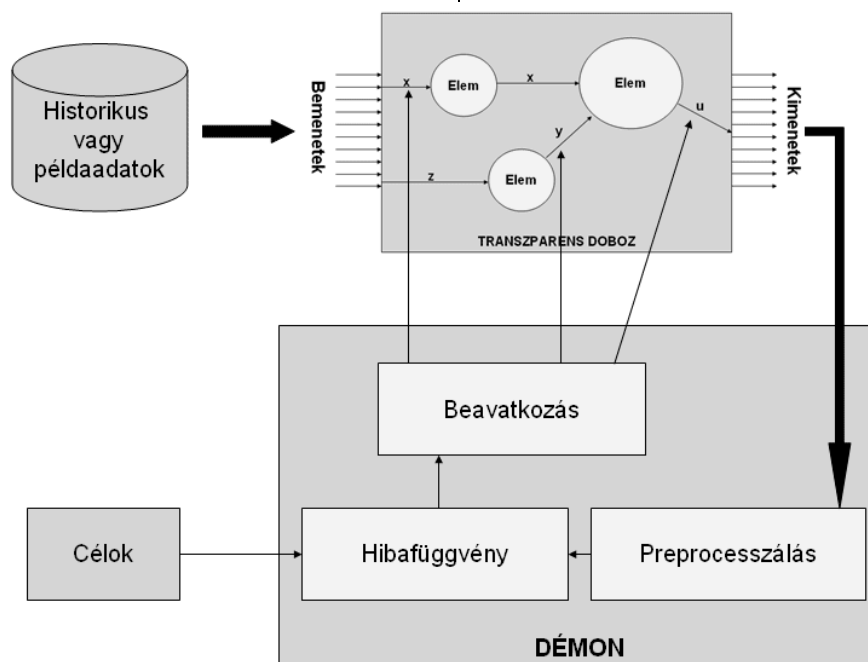 Historikus
vagy
példaadatok
Bemenetek
x
Elem
x
Elem
y
u
z
Elem
TRANSZPARENS DOBOZ
Kimenetek
Beavatkozás
Célok
Hibafüggvény
Preprocesszálás
DÉMON